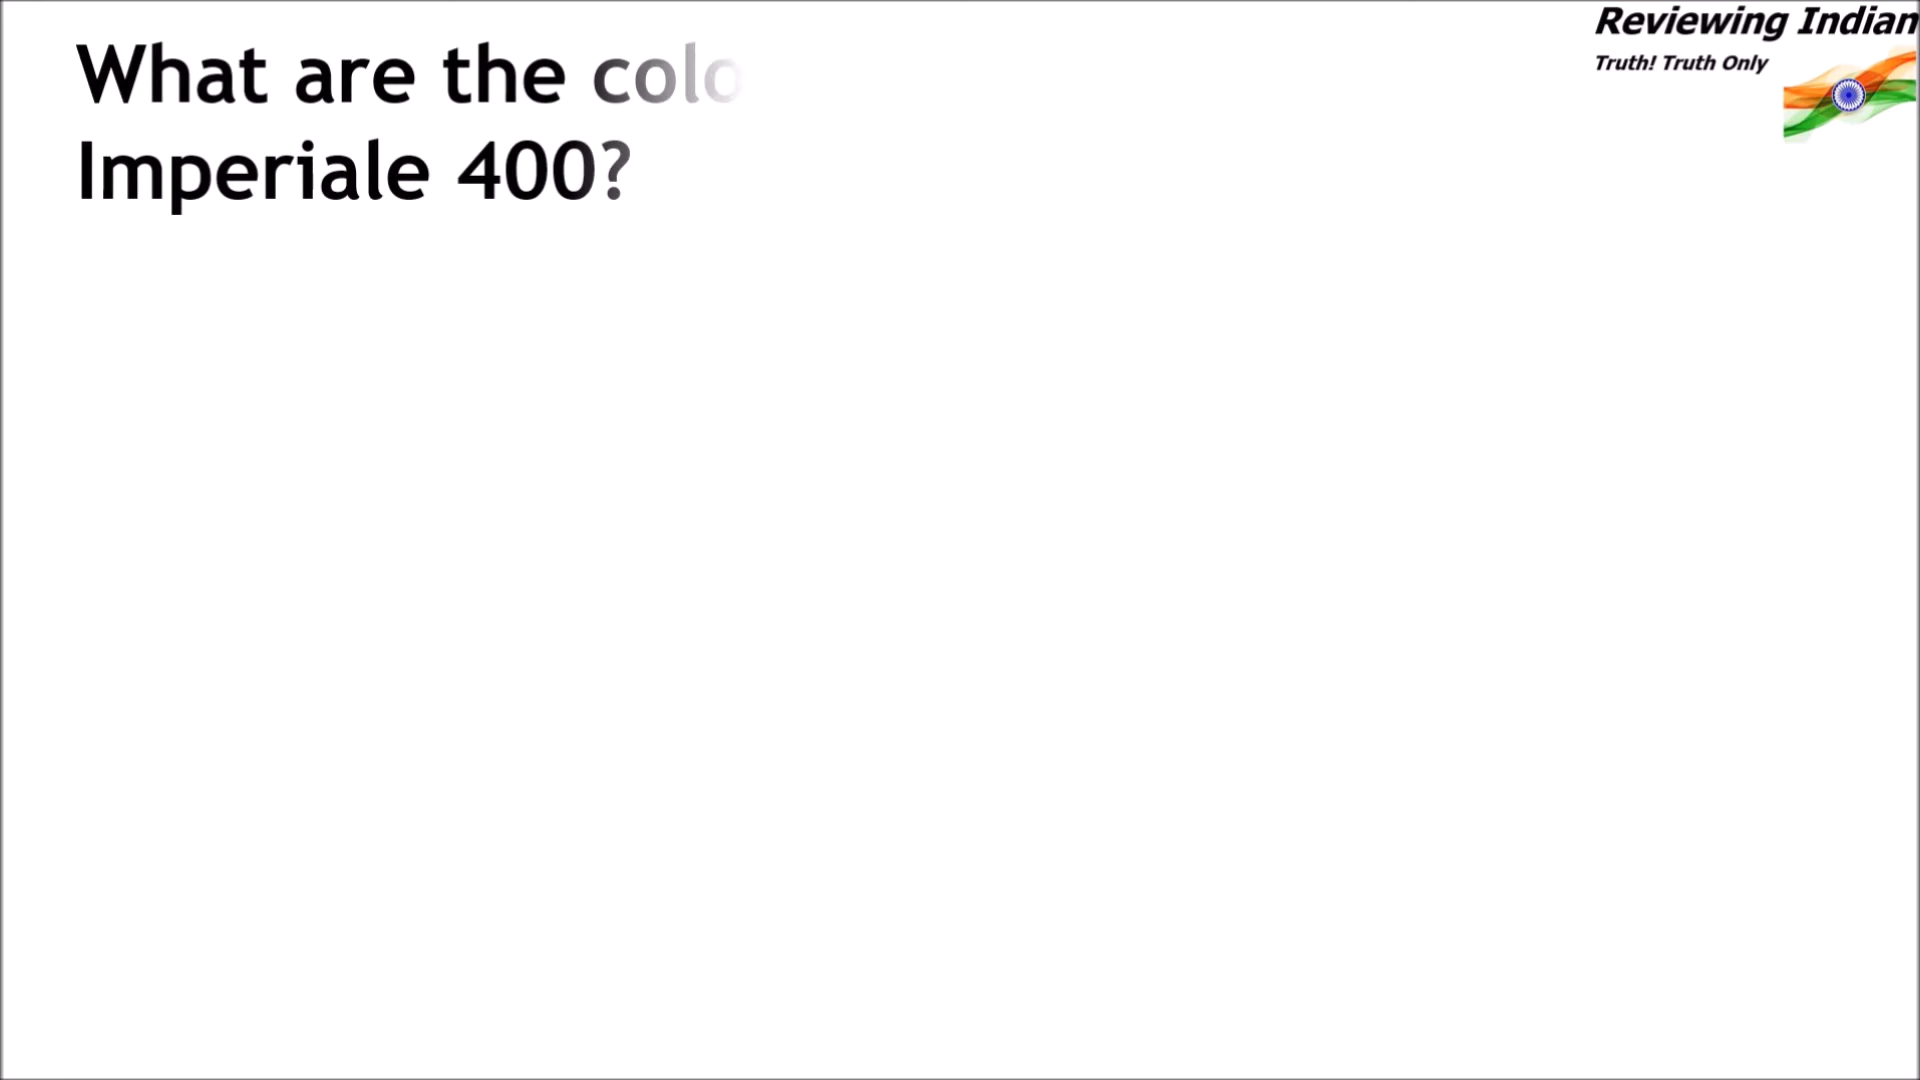 What are the colo
Imperiale 400?
Reviewing Indian
Truth! Truth Only